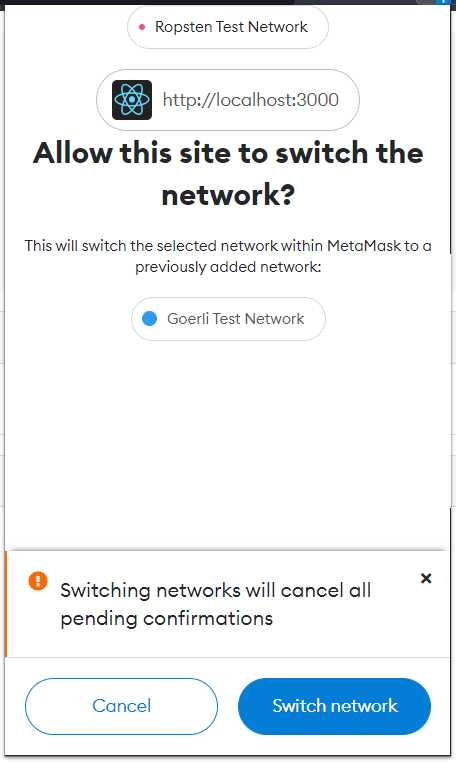 Ropsten Test Network
http://localhost:3000
Allow this site to switch the
network?
This will switch the selected network within MetaMask to a
previously added network:
Goerli Test Network
Switching networks will cancel all
pending confirmations
Cancel
Switch network